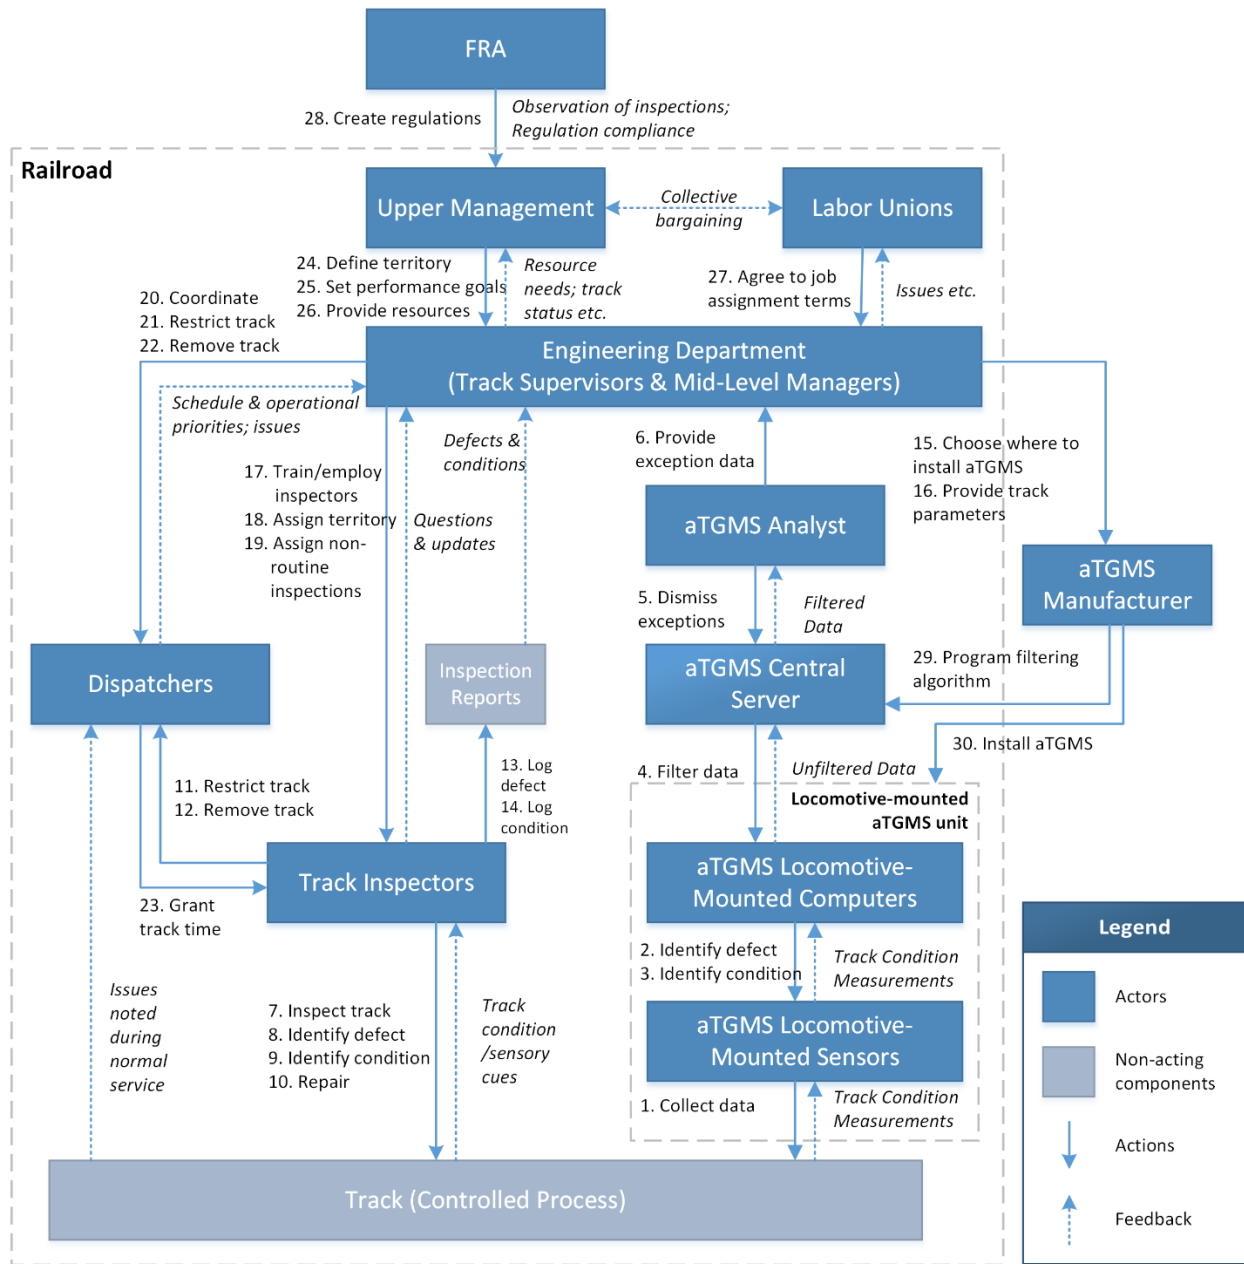 FRA
28. Create regulations
Observation of inspections;
Regulation compliance
Railroad
Upper Management
Collective
bargaining
Labor Unions
24. Define territory
25. Set performance goals
26. Provide resources
Resource
needs; track
status etc.
27. Agree to job
assignment terms
Issues etc.
20. Coordinate
21. Restrict track
22. Remove track
Engineering Department
(Track Supervisors & Mid-Level Managers)
Schedule & operational
priorities; issues
17. Train/employ
inspectors
18. Assign territory
19. Assign non-
routine
inspections
Questions
& updates
Defects &
conditions
6. Provide
exception data
15. Choose where to
install aTGMS
16. Provide track
parameters
aTGMS Analyst
aTGMS
Manufacturer
5. Dismiss
exceptions
Filtered
Data
Dispatchers
Inspection
Reports
aTGMS Central
Server
29. Program filtering
algorithm
30. Install aTGMS
11. Restrict track
12. Remove track
13. Log
defect
14. Log
condition
4. Filter data
Unfiltered Data
Locomotive-mounted
aTGMS unit
Track Inspectors
aTGMS Locomotive-
Mounted Computers
23. Grant
track time
2. Identify defect
3. Identify condition
Track Condition
Measurements
Issues
noted
during
normal
service
7. Inspect track
8. Identify defect
9. Identify condition
10. Repair
Track
condition
/sensory
cues
aTGMS Locomotive-
Mounted Sensors
1. Collect data
Track Condition
Measurements
Track (Controlled Process)
Legend
Actors
Non-acting
components
Actions
Feedback